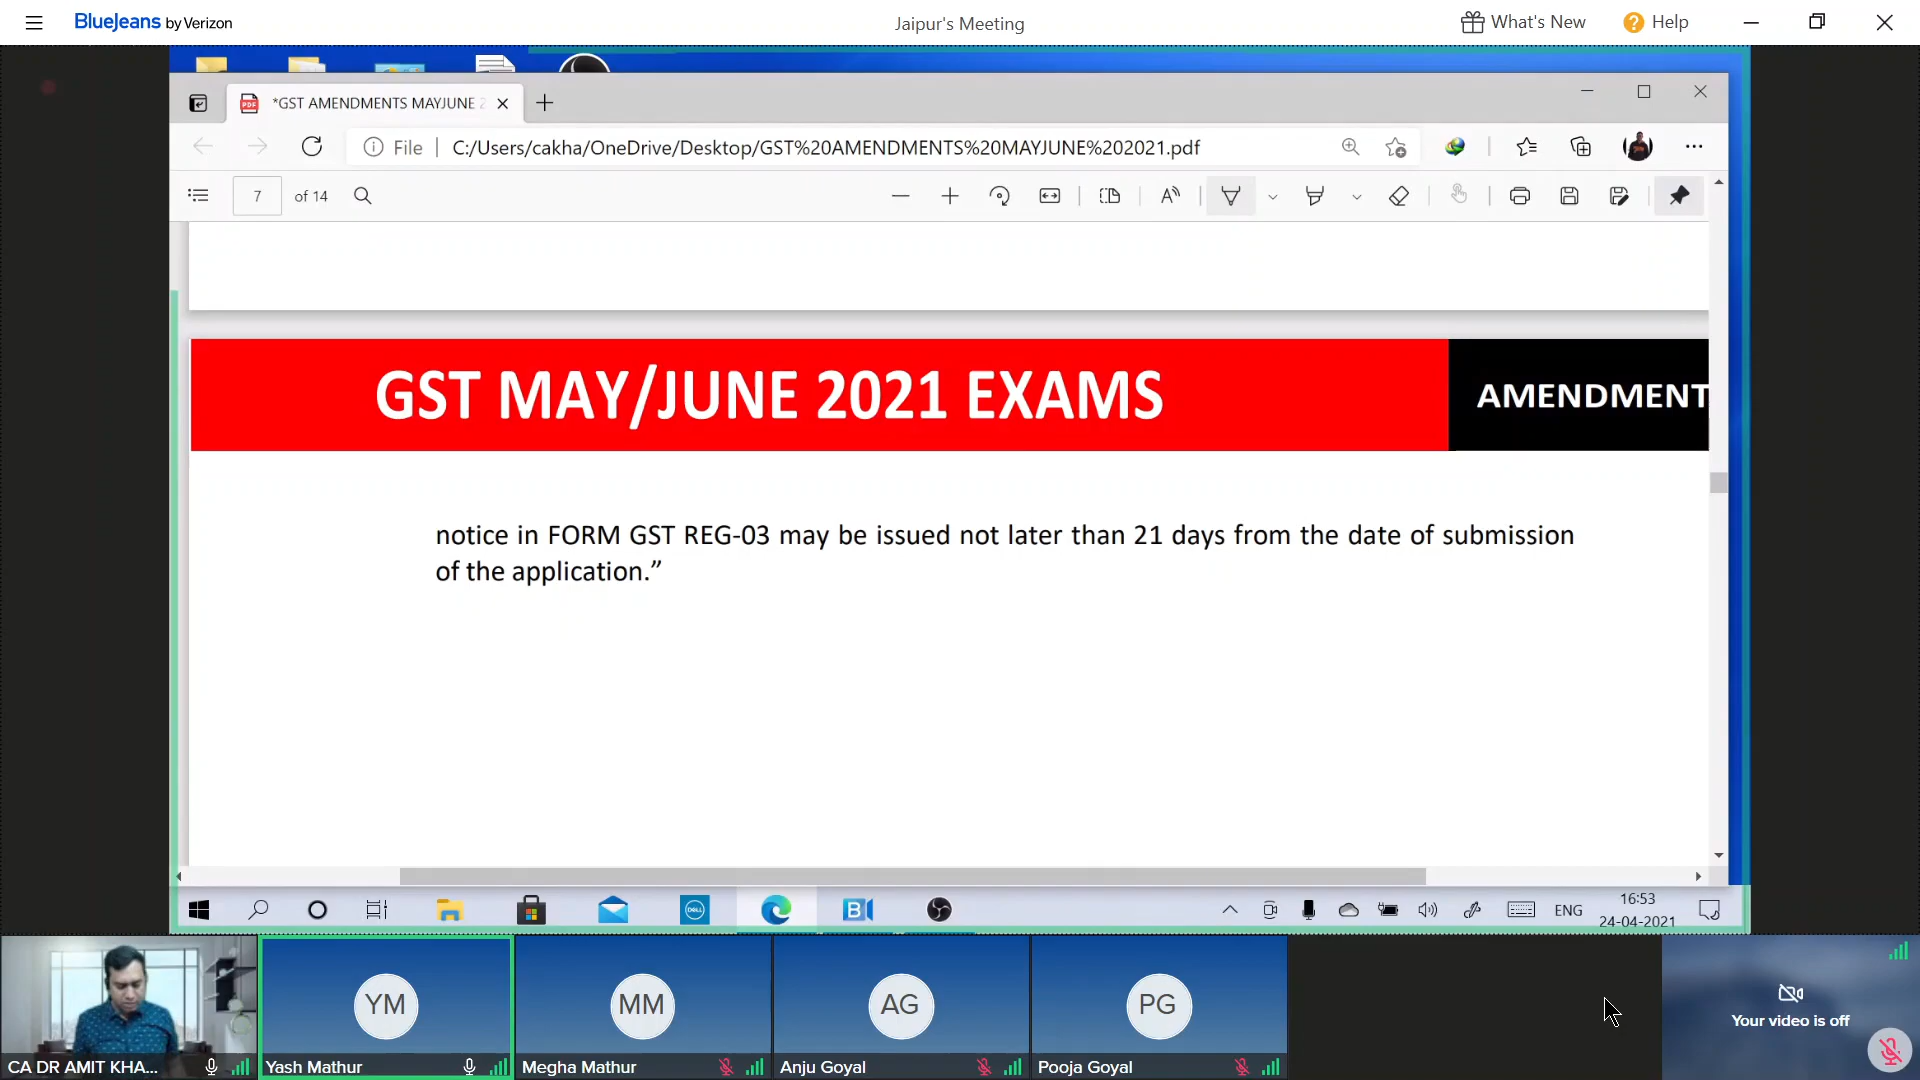 BlueJeans by Verizon
Jaipur's Meeting
What's New
Help
*GST AMENDMENTS MAYJUNE 2
File
C:/Users/cakha/OneDrive/Desktop/GST%20AMENDMENTS%20MAYJUNE%202021.pdf
7 of 14
GST MAY/JUNE 2021 EXAMS
AMENDMENT
notice in FORM GST REG-03 may be issued not later than 21 days from the date of submission
of the application.”
ENG
16:53
24-04-2021
YM
MM
AG
PG
Your video is off
CA DR AMIT KHA...
Yash Mathur
Megha Mathur
Anju Goyal
Pooja Goyal